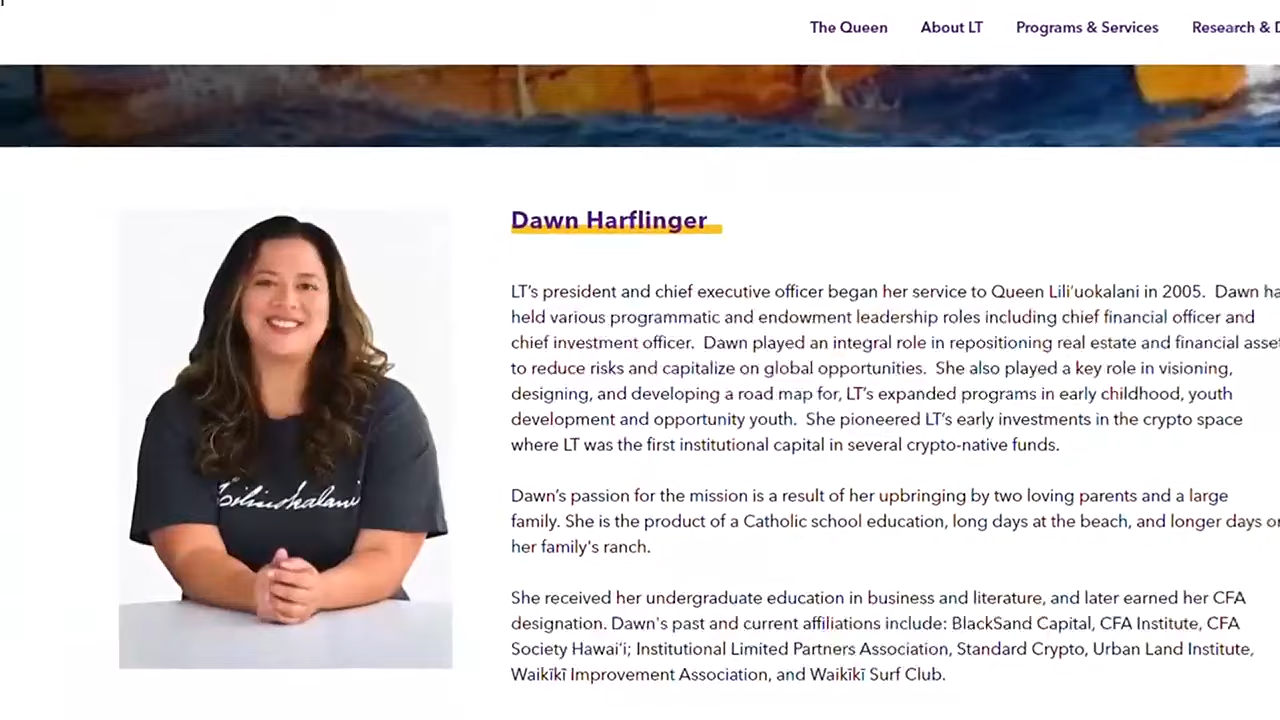 The Queen About LT Programs & Services Research &
Dawn Harflinger
LT’s president and chief executive officer began her service to Queen Liliʻuokalani in 2005. Dawn
held various programmatic and endowment leadership roles including chief financial officer and
chief investment officer. Dawn played an integral role in repositioning real estate and financial
to reduce risks and capitalize on global opportunities. She also played a key role in visioning,
designing, and developing a road map for, LT’s expanded programs in early childhood, youth
development and opportunity youth. She pioneered LT’s early investments in the crypto space
where LT was the first institutional capital in several crypto-native funds.
Dawn’s passion for the mission is a result of her upbringing by two loving parents and a large
family. She is the product of a Catholic school education, long days at the beach, and longer days
her family's ranch.
She received her undergraduate education in business and literature, and later earned her CFA
designation. Dawn's past and current affiliations include: BlackSand Capital, CFA Institute, CFA
Society Hawaiʻi; Institutional Limited Partners Association, Standard Crypto, Urban Land Institute,
Waikīkī Improvement Association, and Waikīkī Surf Club.